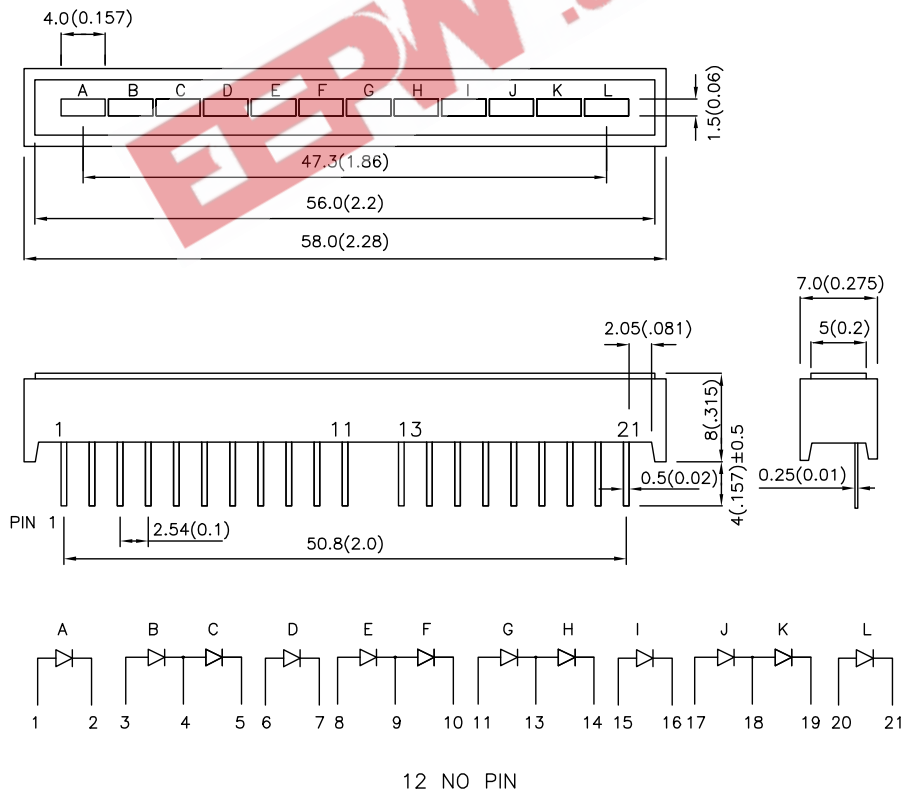 4.0(0.157)
A B C D E F G H I J K L
1.5(0.06)
47.3(1.86)
56.0(2.2)
58.0(2.28)
EEPW
7.0(0.275)
5(0.2)
2.05(.081)
8(.315)
1 11 13 21
0.5(0.02)
4(.157)±0.5
0.25(0.01)
PIN 1
2.54(0.1)
50.8(2.0)
A B C D E F G H I J K L
1 2 3 4 5 6 7 8 9 10 11 13 14 15 16 17 18 19 20 21
12 NO PIN